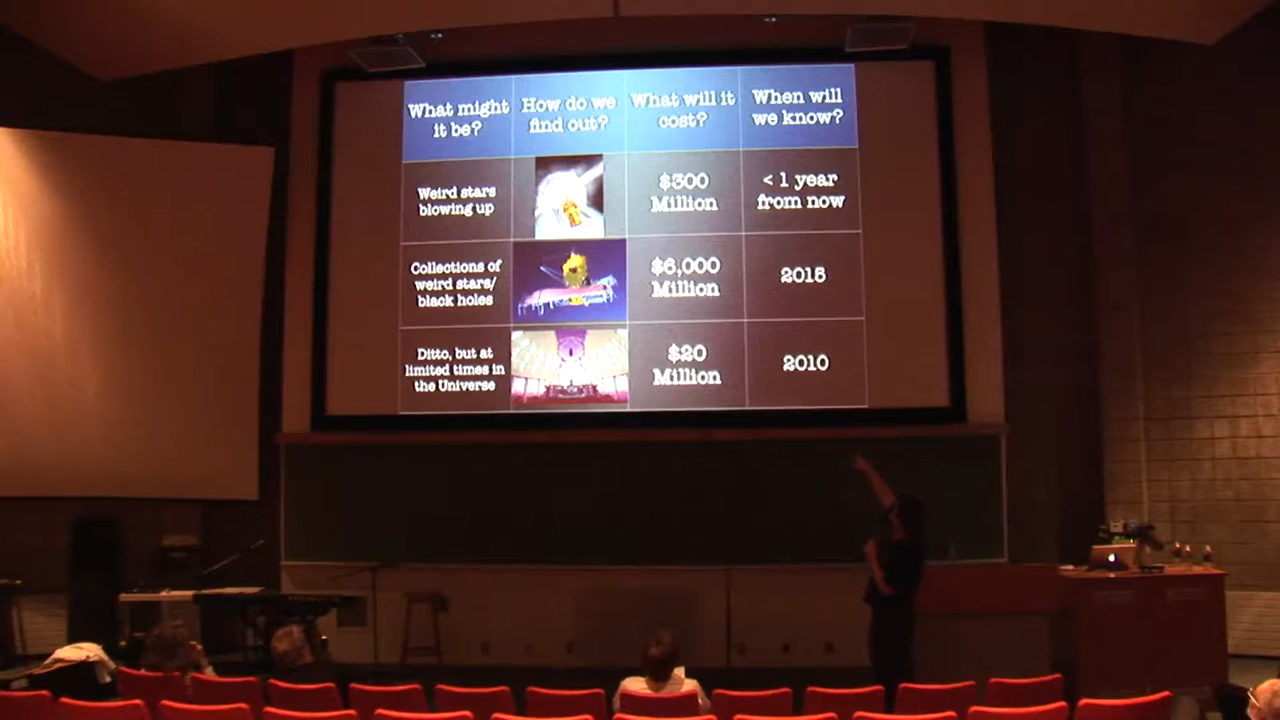 What might
it be?
How do we
find out?
What will it
cost?
When will
we know?
Weird stars
blowing up
$300
Million
< 1 year
from now
Collections of
weird stars/
black holes
$6,000
Million
2015
Ditto, but at
limited times in
the Universe
$20
Million
2010